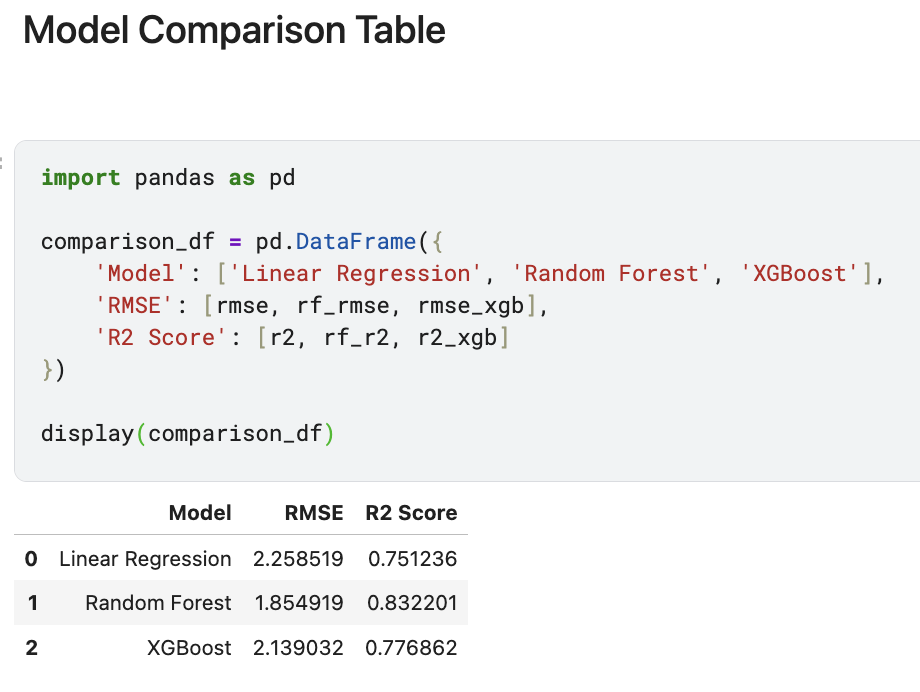 Model Comparison Table
import pandas as pd
comparison_df = pd.DataFrame({
    'Model': ['Linear Regression', 'Random Forest', 'XGBoost'],
    'RMSE': [rmse, rf_rmse, rmse_xgb],
    'R2 Score': [r2, rf_r2, r2_xgb]
})
display(comparison_df)
Model RMSE R2 Score
0 Linear Regression 2.258519 0.751236
1 Random Forest 1.854919 0.832201
2 XGBoost 2.139032 0.776862